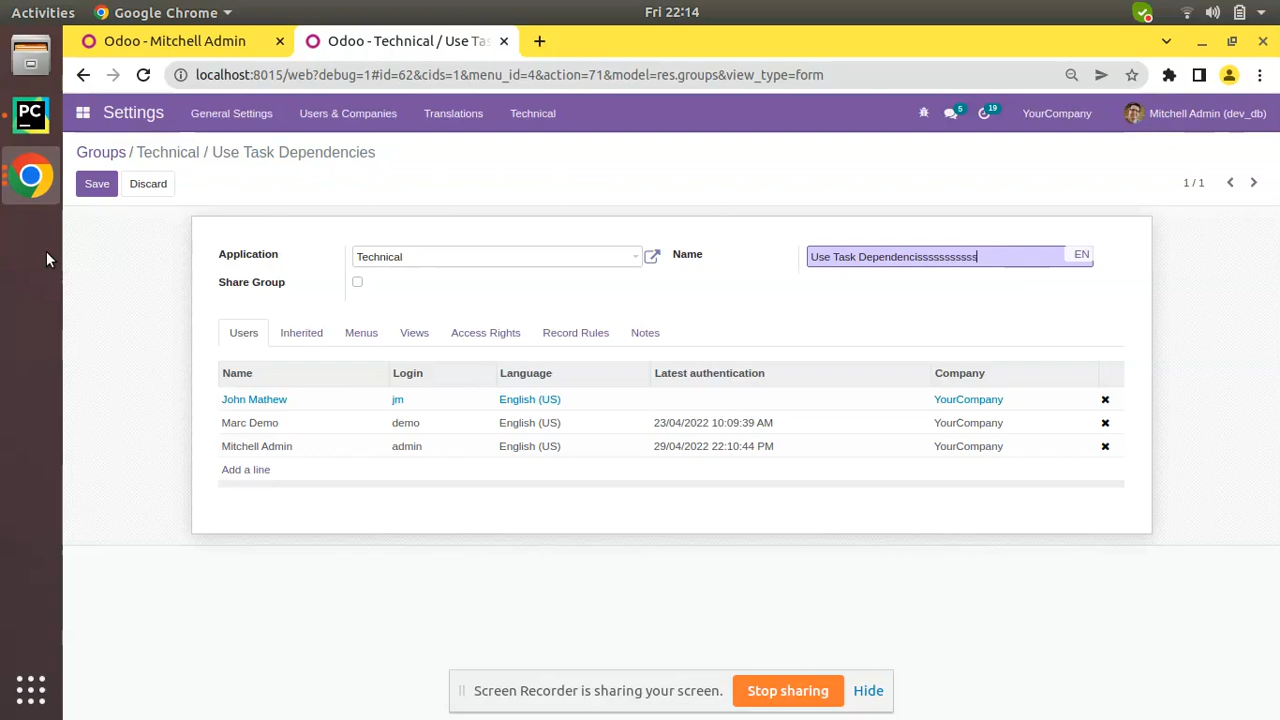 Activities Google Chrome Fri 22:14
Odoo - Mitchell Admin × Odoo - Technical / Use Tas × +
localhost:8015/web?debug=1#id=62&cids=1&menu_id=4&action=71&model=res.groups&view_type=form
PC
Settings General Settings Users & Companies Translations Technical 5 19 YourCompany Mitchell Admin (dev_db)
Groups / Technical / Use Task Dependencies
Save Discard 1 / 1
Application Technical Name Use Task Dependencisssssssssss EN
Share Group
Users Inherited Menus Views Access Rights Record Rules Notes
Name Login Language Latest authentication Company
John Mathew jm English (US) YourCompany
Marc Demo demo English (US) 23/04/2022 10:09:39 AM YourCompany
Mitchell Admin admin English (US) 29/04/2022 22:10:44 PM YourCompany
Add a line
Screen Recorder is sharing your screen. Stop sharing Hide